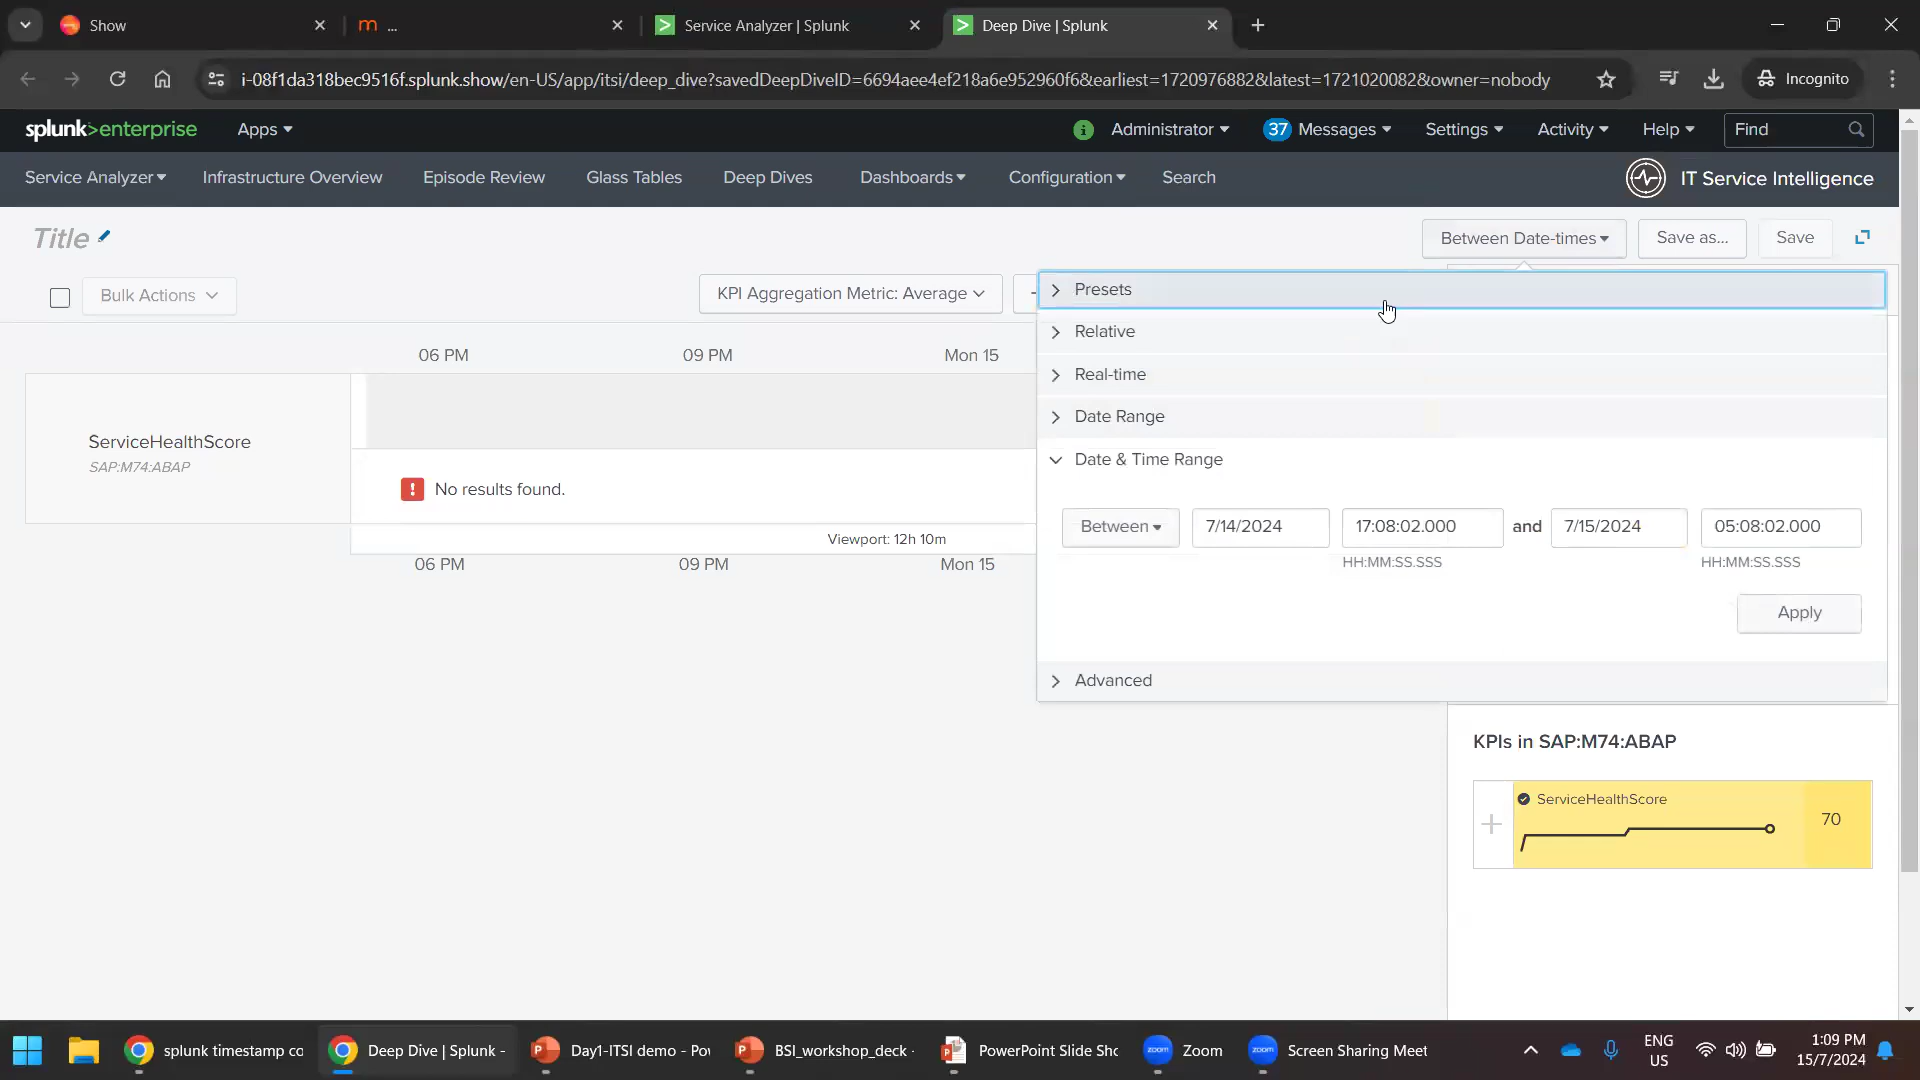 Show
m ...
Service Analyzer | Splunk
Deep Dive | Splunk
i-08f1da318bec9516f.splunk.show/en-US/app/itsi/deep_dive?savedDeepDiveID=6694aee4ef218a6e952960f6&earliest=1720976882&latest=1721020082&owner=nobody
Incognito
splunk>enterprise
Apps
Administrator
37 Messages
Settings
Activity
Help
Find
Service Analyzer
Infrastructure Overview
Episode Review
Glass Tables
Deep Dives
Dashboards
Configuration
Search
IT Service Intelligence
Title
Between Date-times
Save as...
Save
Bulk Actions
KPI Aggregation Metric: Average
Presets
Relative
Real-time
Date Range
Date & Time Range
Between
7/14/2024
17:08:02.000
and
7/15/2024
05:08:02.000
HH:MM:SS.SSS
HH:MM:SS.SSS
Apply
Advanced
06 PM
09 PM
Mon 15
ServiceHealthScore
SAP:M74:ABAP
No results found.
Viewport: 12h 10m
06 PM
09 PM
Mon 15
KPIs in SAP:M74:ABAP
ServiceHealthScore
70
splunk timestamp co
Deep Dive | Splunk -
Day1-ITSI demo - Po
BSI_workshop_deck -
PowerPoint Slide Sho
Zoom
Screen Sharing Meet
ENG
US
1:09 PM
15/7/2024